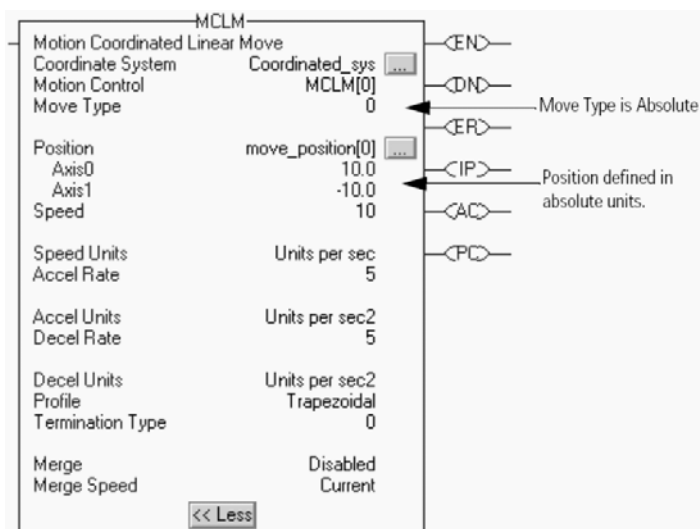 MCLM
Motion Coordinated Linear Move
EN
Coordinate System Coordinated_sys ...
Motion Control MCLM[0]
DN
Move Type 0
Move Type is Absolute
ER
Position move_position[0] ...
Axis0 10.0
IP
Position defined in
absolute units.
Axis1 -10.0
Speed 10
AC
Speed Units Units per sec
PC
Accel Rate 5
Accel Units Units per sec2
Decel Rate 5
Decel Units Units per sec2
Profile Trapezoidal
Termination Type 0
Merge Disabled
Merge Speed Current
<< Less